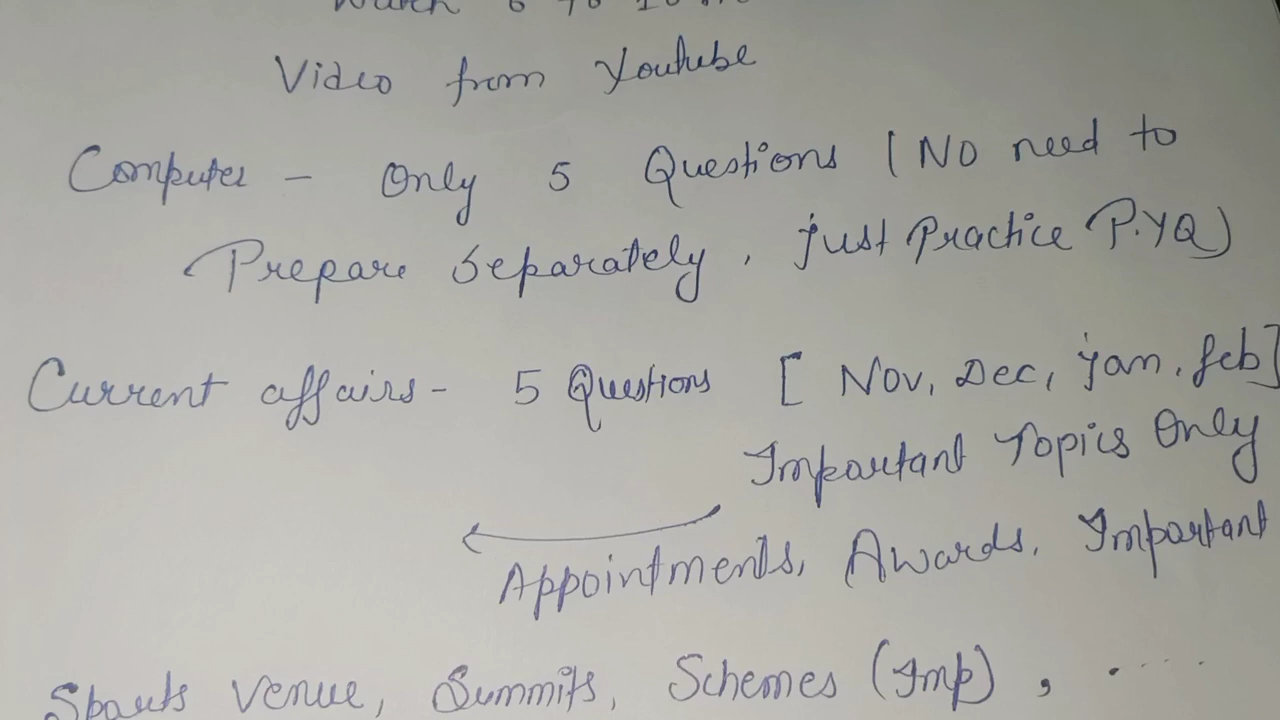 Video from Youtube
Computer - Only 5 Questions (No need to
Prepare Separately, just Practice P.YQ)
Current affairs - 5 Questions [Nov, Dec, jan, feb]
Important Topics Only
Appointments, Awards, Important
Sports Venue, Summits, Schemes (Imp), .....